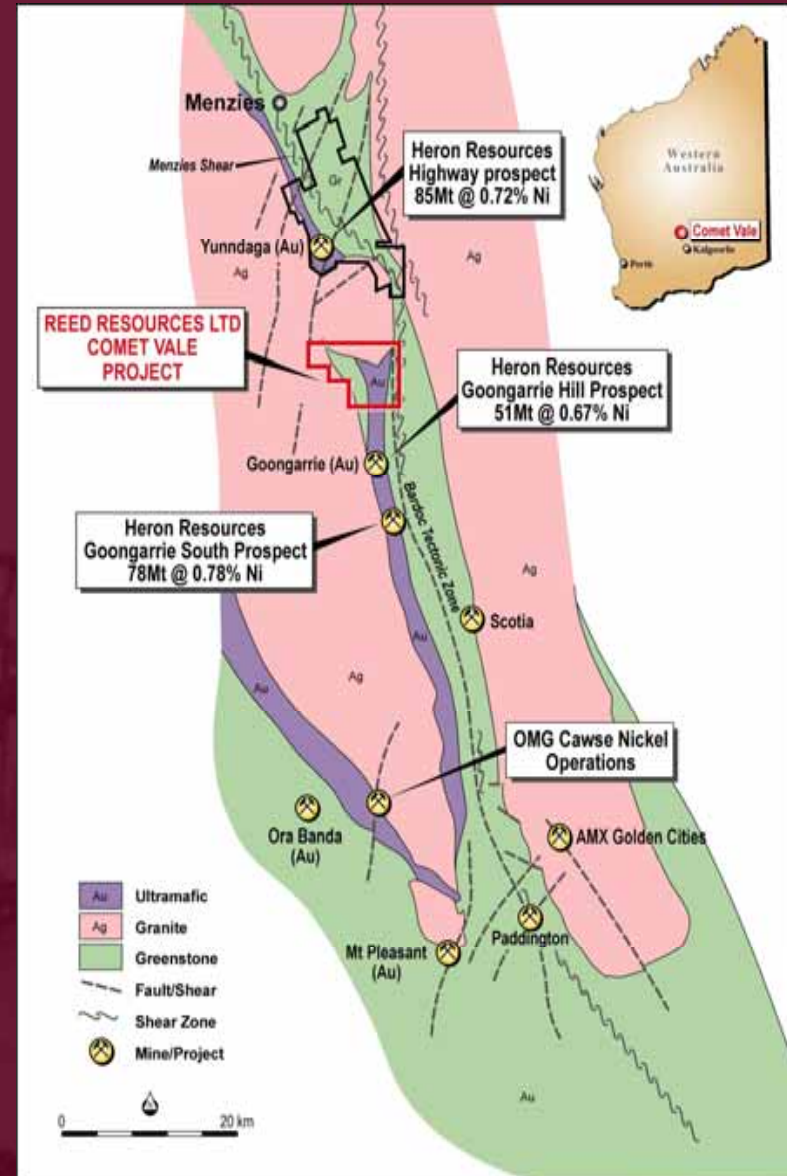 Menzies
Menzies Shear
Gr
Heron Resources
Highway prospect
85Mt @ 0.72% Ni
Western
Australia
Comet Vale
Kalgoorlie
Perth
Yunndaga (Au)
Ag
Ag
REED RESOURCES LTD
COMET VALE
PROJECT
Au
Heron Resources
Goongarrie Hill Prospect
51Mt @ 0.67% Ni
Goongarrie (Au)
Bardoc Tectonic Zone
Heron Resources
Goongarrie South Prospect
78Mt @ 0.78% Ni
Ag
Scotia
Au
Ag
Au
OMG Cawse Nickel
Operations
Ora Banda
(Au)
AMX Golden Cities
Mt Pleasant
(Au)
Paddington
Au
Au Ultramafic
Ag Granite
Greenstone
Fault/Shear
Shear Zone
Mine/Project
0 20 km